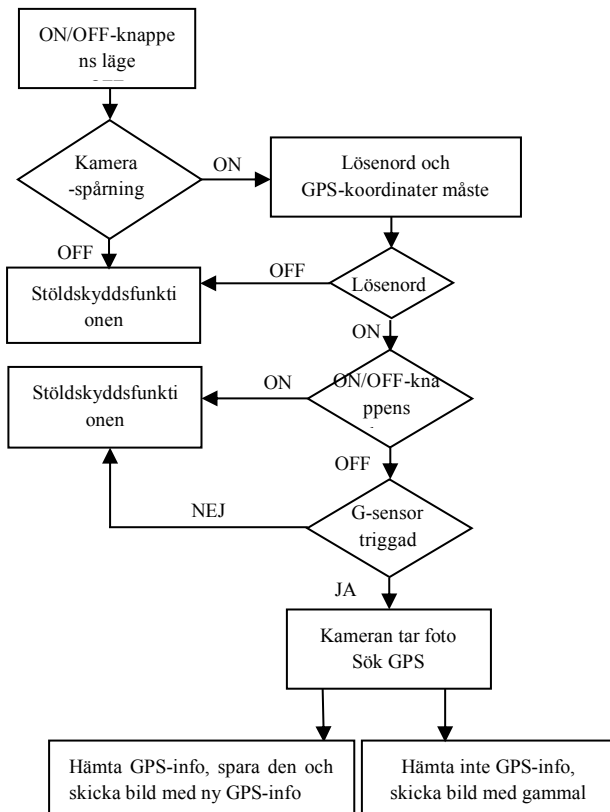 ON/OFF-knappe
ns läge
Kamera
-spårning
ON
Lösenord och
GPS-koordinater måste
OFF
OFF
Stöldskyddsfunkti
onen
Lösenord
ON
Stöldskyddsfunkti
onen
ON
ON/OFF-kna
ppens
OFF
NEJ
G-sensor
triggad
JA
Kameran tar foto
Sök GPS
Hämta GPS-info, spara den och
skicka bild med ny GPS-info
Hämta inte GPS-info,
skicka bild med gammal